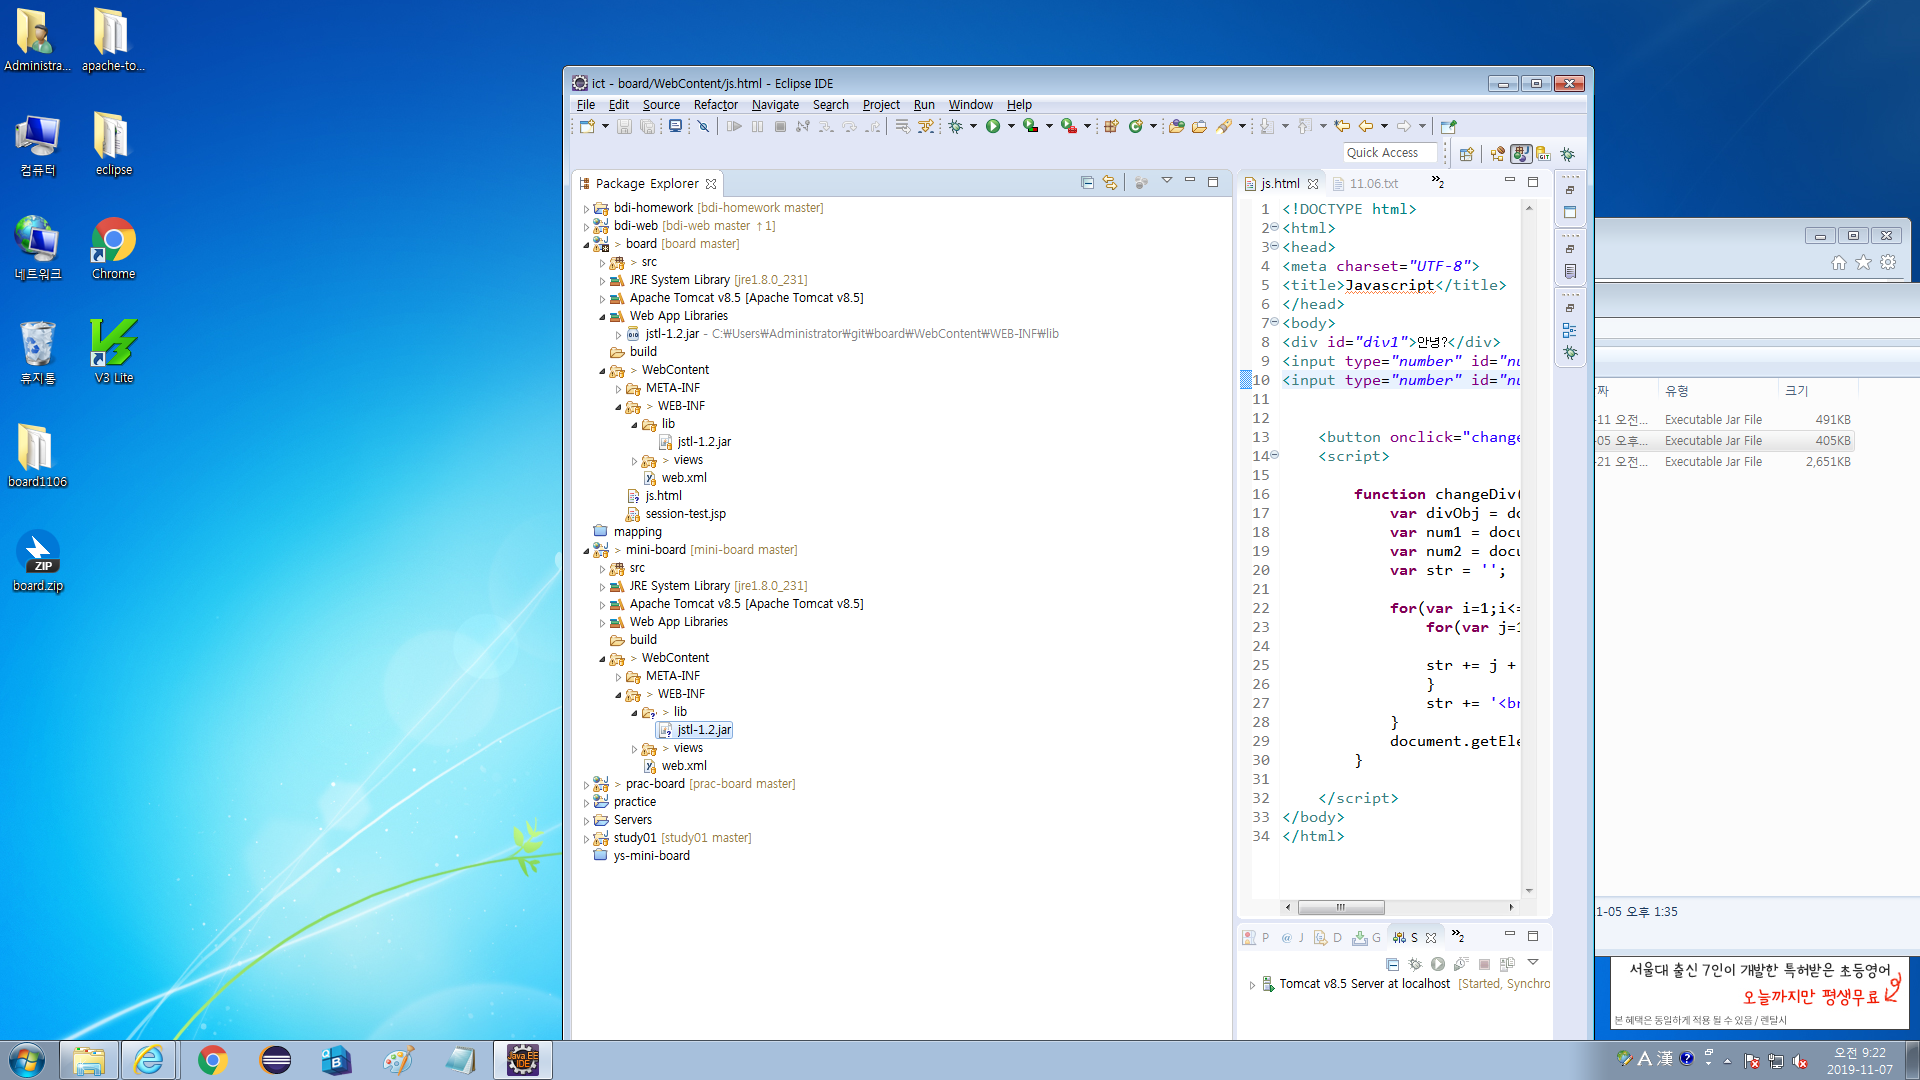 Administra...
apache-to...
컴퓨터
eclipse
네트워크
Chrome
휴지통
V3 Lite
board1106
ZIP
board.zip
ict - board/WebContent/js.html - Eclipse IDE
File Edit Source Refactor Navigate Search Project Run Window Help
Quick Access
Package Explorer
bdi-homework [bdi-homework master]
bdi-web [bdi-web master ↑1]
> board [board master]
> src
JRE System Library [jre1.8.0_231]
Apache Tomcat v8.5 [Apache Tomcat v8.5]
Web App Libraries
jstl-1.2.jar - C:₩Users₩Administrator₩git₩board₩WebContent₩WEB-INF₩lib
build
> WebContent
META-INF
> WEB-INF
lib
jstl-1.2.jar
> views
web.xml
js.html
session-test.jsp
mapping
> mini-board [mini-board master]
src
JRE System Library [jre1.8.0_231]
Apache Tomcat v8.5 [Apache Tomcat v8.5]
Web App Libraries
build
> WebContent
META-INF
> WEB-INF
> lib
jstl-1.2.jar
> views
web.xml
> prac-board [prac-board master]
practice
Servers
study01 [study01 master]
ys-mini-board
js.html 11.06.txt »2
1 <!DOCTYPE html>
2 <html>
3 <head>
4 <meta charset="UTF-8">
5 <title>Javascript</title>
6 </head>
7 <body>
8 <div id="div1">안녕?</div>
9 <input type="number" id="nu
10 <input type="number" id="nu
11
12
13 <button onclick="change
14 <script>
15
16 function changeDiv(
17 var divObj = do
18 var num1 = docu
19 var num2 = docu
20 var str = '';
21
22 for(var i=1;i<=
23 for(var j=1
24
25 str += j +
26 }
27 str += '<br
28 }
29 document.getEle
30 }
31
32 </script>
33 </body>
34 </html>
P @ J D G S »2
Tomcat v8.5 Server at localhost [Started, Synchro
짜 유형 크기
-11 오전... Executable Jar File 491KB
-05 오후... Executable Jar File 405KB
-21 오전... Executable Jar File 2,651KB
1-05 오후 1:35
서울대 출신 7인이 개발한 특허받은 초등영어
오늘까지만 평생무료
본 혜택은 동일하게 적용 될 수 있음 / 렌탈시
Java EE
IDE
A 漢
오전 9:22
2019-11-07